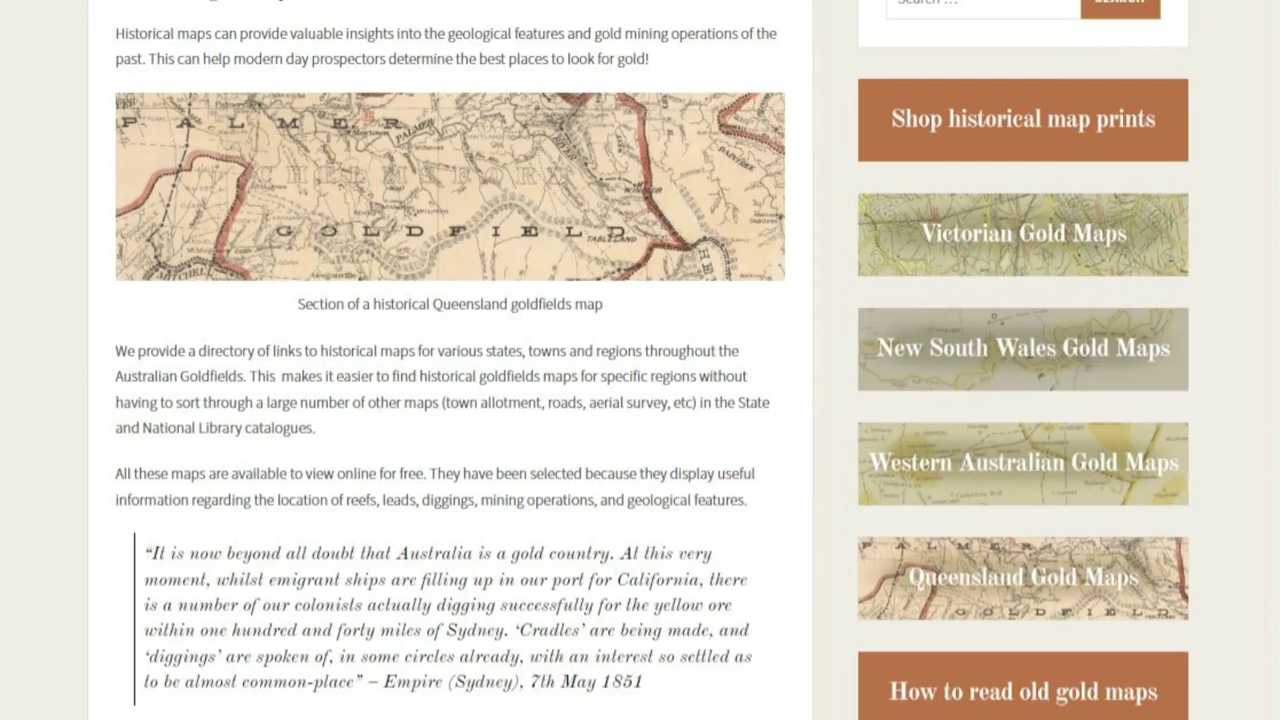 Historical maps can provide valuable insights into the geological features and gold mining operations of the
past. This can help modern day prospectors determine the best places to look for gold!
PALMER
PALMER
CHELMSFORD
WINDSOR
DAINTREE
GOLDFIELD
TABLELAND
MITCHELL
Section of a historical Queensland goldfields map
We provide a directory of links to historical maps for various states, towns and regions throughout the
Australian Goldfields. This makes it easier to find historical goldfields maps for specific regions without
having to sort through a large number of other maps (town allotment, roads, aerial survey, etc) in the State
and National Library catalogues.
All these maps are available to view online for free. They have been selected because they display useful
information regarding the location of reefs, leads, diggings, mining operations, and geological features.
“It is now beyond all doubt that Australia is a gold country. At this very
moment, whilst emigrant ships are filling up in our port for California, there
is a number of our colonists actually digging successfully for the yellow ore
within one hundred and forty miles of Sydney. ‘Cradles’ are being made, and
‘diggings’ are spoken of, in some circles already, with an interest so settled as
to be almost common-place” – Empire (Sydney), 7th May 1851
Search …
SEARCH
Shop historical map prints
Victorian Gold Maps
New South Wales Gold Maps
Western Australian Gold Maps
Queensland Gold Maps
GOLDFIELD
How to read old gold maps